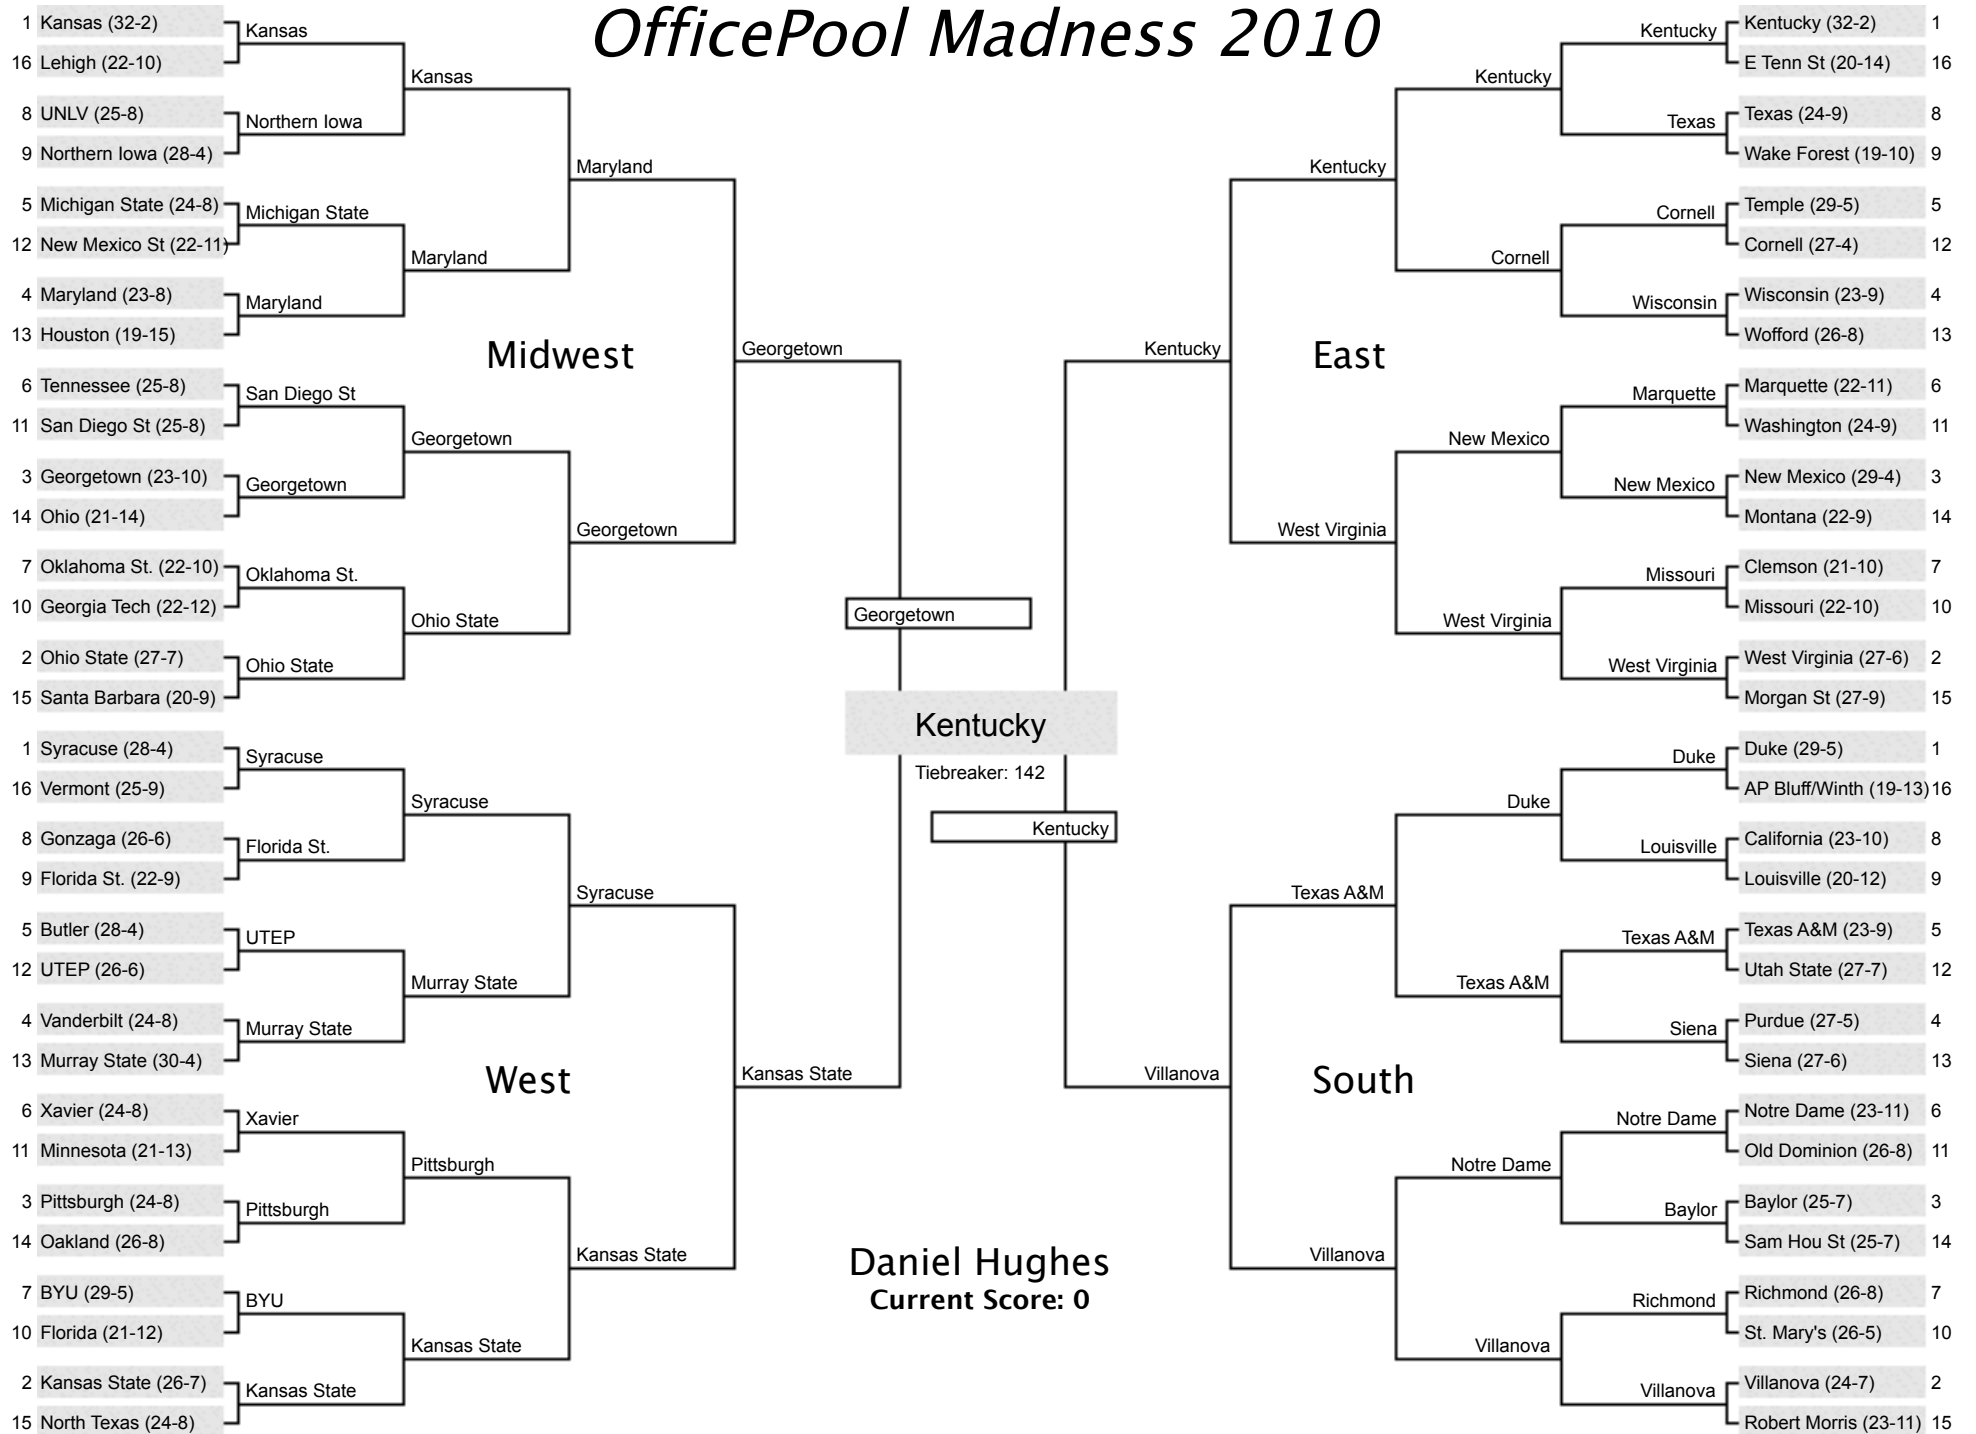 OfficePool Madness 2010
1 Kansas (32-2)
16 Lehigh (22-10)
8 UNLV (25-8)
9 Northern Iowa (28-4)
5 Michigan State (24-8)
12 New Mexico St (22-11)
4 Maryland (23-8)
13 Houston (19-15)
6 Tennessee (25-8)
11 San Diego St (25-8)
3 Georgetown (23-10)
14 Ohio (21-14)
7 Oklahoma St. (22-10)
10 Georgia Tech (22-12)
2 Ohio State (27-7)
15 Santa Barbara (20-9)
Kansas
Northern Iowa
Michigan State
Maryland
San Diego St
Georgetown
Oklahoma St.
Ohio State
Kansas
Maryland
Georgetown
Ohio State
Maryland
Georgetown
Midwest
Georgetown
1 Syracuse (28-4)
16 Vermont (25-9)
8 Gonzaga (26-6)
9 Florida St. (22-9)
5 Butler (28-4)
12 UTEP (26-6)
4 Vanderbilt (24-8)
13 Murray State (30-4)
6 Xavier (24-8)
11 Minnesota (21-13)
3 Pittsburgh (24-8)
14 Oakland (26-8)
7 BYU (29-5)
10 Florida (21-12)
2 Kansas State (26-7)
15 North Texas (24-8)
Syracuse
Florida St.
UTEP
Murray State
Xavier
Pittsburgh
BYU
Kansas State
Syracuse
Murray State
Pittsburgh
Kansas State
Syracuse
Kansas State
West
Kansas State
Georgetown
Kentucky
Tiebreaker: 142
Kentucky
Daniel Hughes
Current Score: 0
Kentucky
East
Kentucky
West Virginia
Kentucky
Cornell
New Mexico
West Virginia
Kentucky
Texas
Cornell
Wisconsin
Marquette
New Mexico
Missouri
West Virginia
Kentucky (32-2) 1
E Tenn St (20-14) 16
Texas (24-9) 8
Wake Forest (19-10) 9
Temple (29-5) 5
Cornell (27-4) 12
Wisconsin (23-9) 4
Wofford (26-8) 13
Marquette (22-11) 6
Washington (24-9) 11
New Mexico (29-4) 3
Montana (22-9) 14
Clemson (21-10) 7
Missouri (22-10) 10
West Virginia (27-6) 2
Morgan St (27-9) 15
Villanova
South
Texas A&M
Villanova
Duke
Texas A&M
Notre Dame
Villanova
Duke
Louisville
Texas A&M
Siena
Notre Dame
Baylor
Richmond
Villanova
Duke (29-5) 1
AP Bluff/Winth (19-13) 16
California (23-10) 8
Louisville (20-12) 9
Texas A&M (23-9) 5
Utah State (27-7) 12
Purdue (27-5) 4
Siena (27-6) 13
Notre Dame (23-11) 6
Old Dominion (26-8) 11
Baylor (25-7) 3
Sam Hou St (25-7) 14
Richmond (26-8) 7
St. Mary's (26-5) 10
Villanova (24-7) 2
Robert Morris (23-11) 15